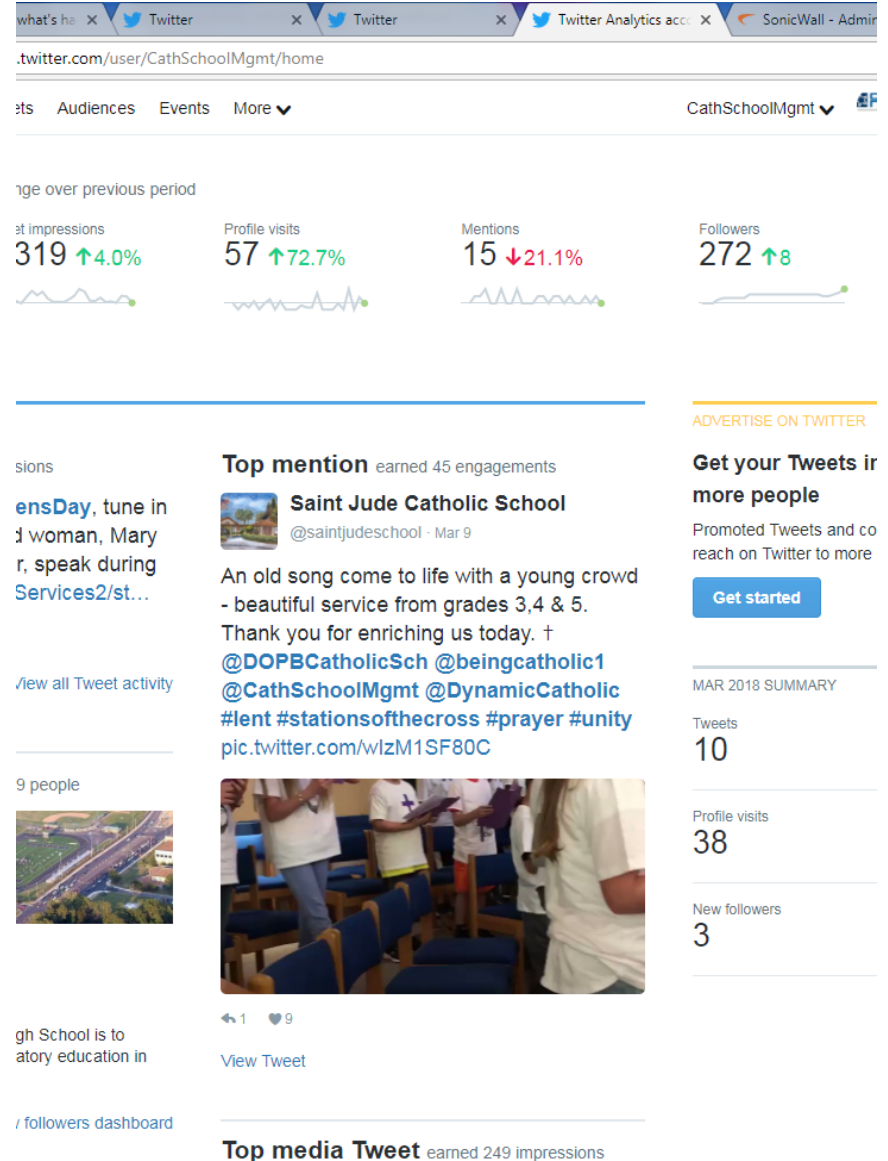 what's ha
Twitter
Twitter
Twitter Analytics acc
SonicWall - Admin
.twitter.com/user/CathSchoolMgmt/home
ets Audiences Events More
CathSchoolMgmt
nge over previous period
et impressions
319 ↑4.0%
Profile visits
57 ↑72.7%
Mentions
15 ↓21.1%
Followers
272 ↑8
sions
ensDay, tune in
d woman, Mary
r, speak during
Services2/st…
View all Tweet activity
9 people
gh School is to
atory education in
followers dashboard
Top mention earned 45 engagements
Saint Jude Catholic School
@saintjudeschool · Mar 9
An old song come to life with a young crowd
- beautiful service from grades 3,4 & 5.
Thank you for enriching us today. †
@DOPBCatholicSch @beingcatholic1
@CathSchoolMgmt @DynamicCatholic
#lent #stationsofthecross #prayer #unity
pic.twitter.com/wIzM1SF80C
1 9
View Tweet
Top media Tweet earned 249 impressions
ADVERTISE ON TWITTER
Get your Tweets in
more people
Promoted Tweets and co
reach on Twitter to more
Get started
MAR 2018 SUMMARY
Tweets
10
Profile visits
38
New followers
3